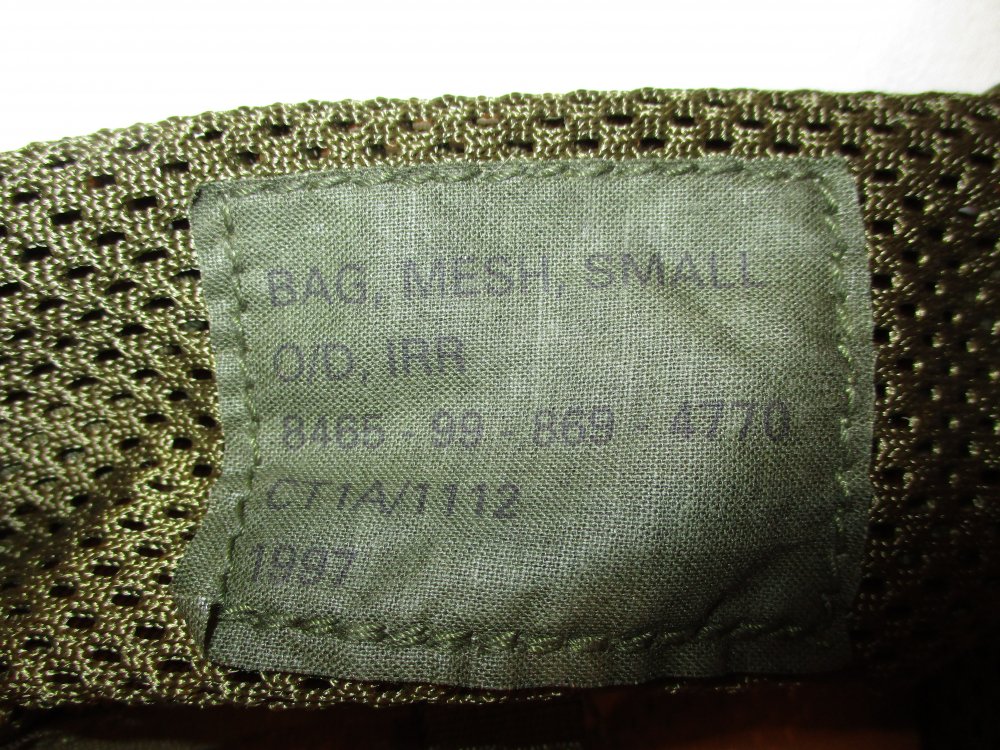 BAG, MESH, SMALL
O/D, IRR
8465 - 99 - 869 - 4770
CT1A/1112
1997